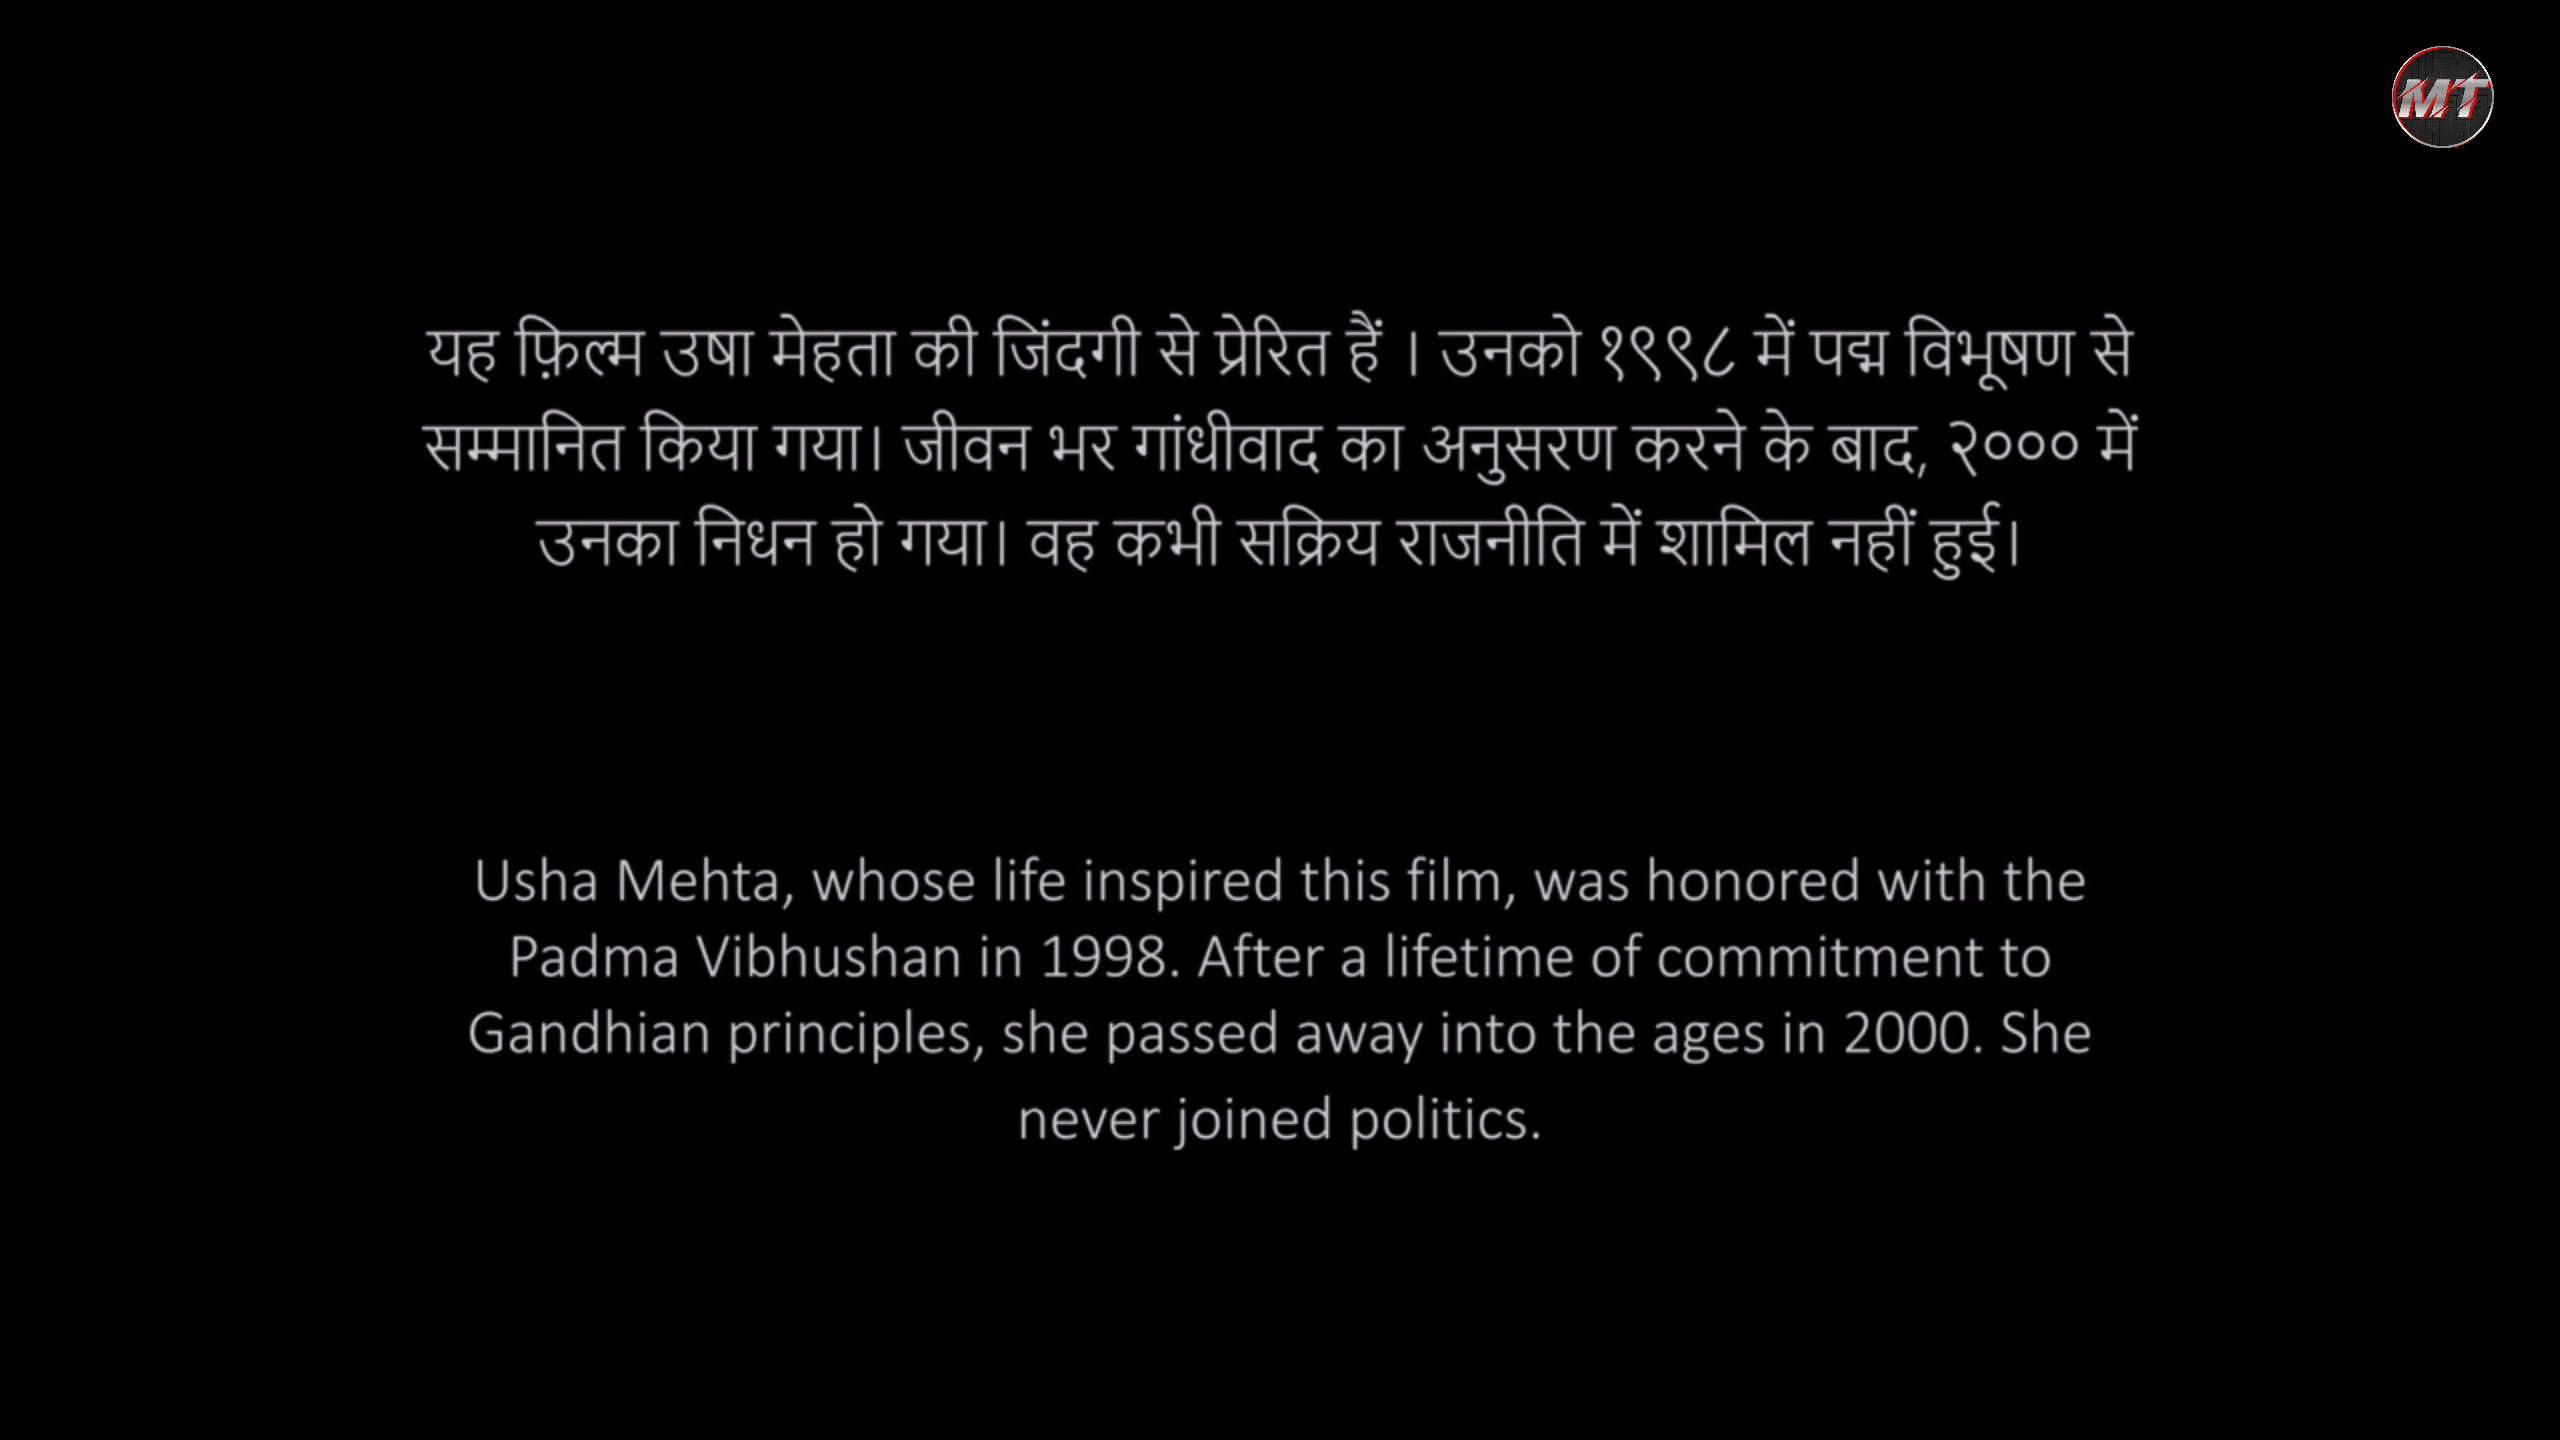 MT
यह फ़िल्म उषा मेहता की जिंदगी से प्रेरित हैं । उनको १९९८ में पद्म विभूषण से
सम्मानित किया गया। जीवन भर गांधीवाद का अनुसरण करने के बाद, २००० में
उनका निधन हो गया। वह कभी सक्रिय राजनीति में शामिल नहीं हुई।
Usha Mehta, whose life inspired this film, was honored with the
Padma Vibhushan in 1998. After a lifetime of commitment to
Gandhian principles, she passed away into the ages in 2000. She
never joined politics.